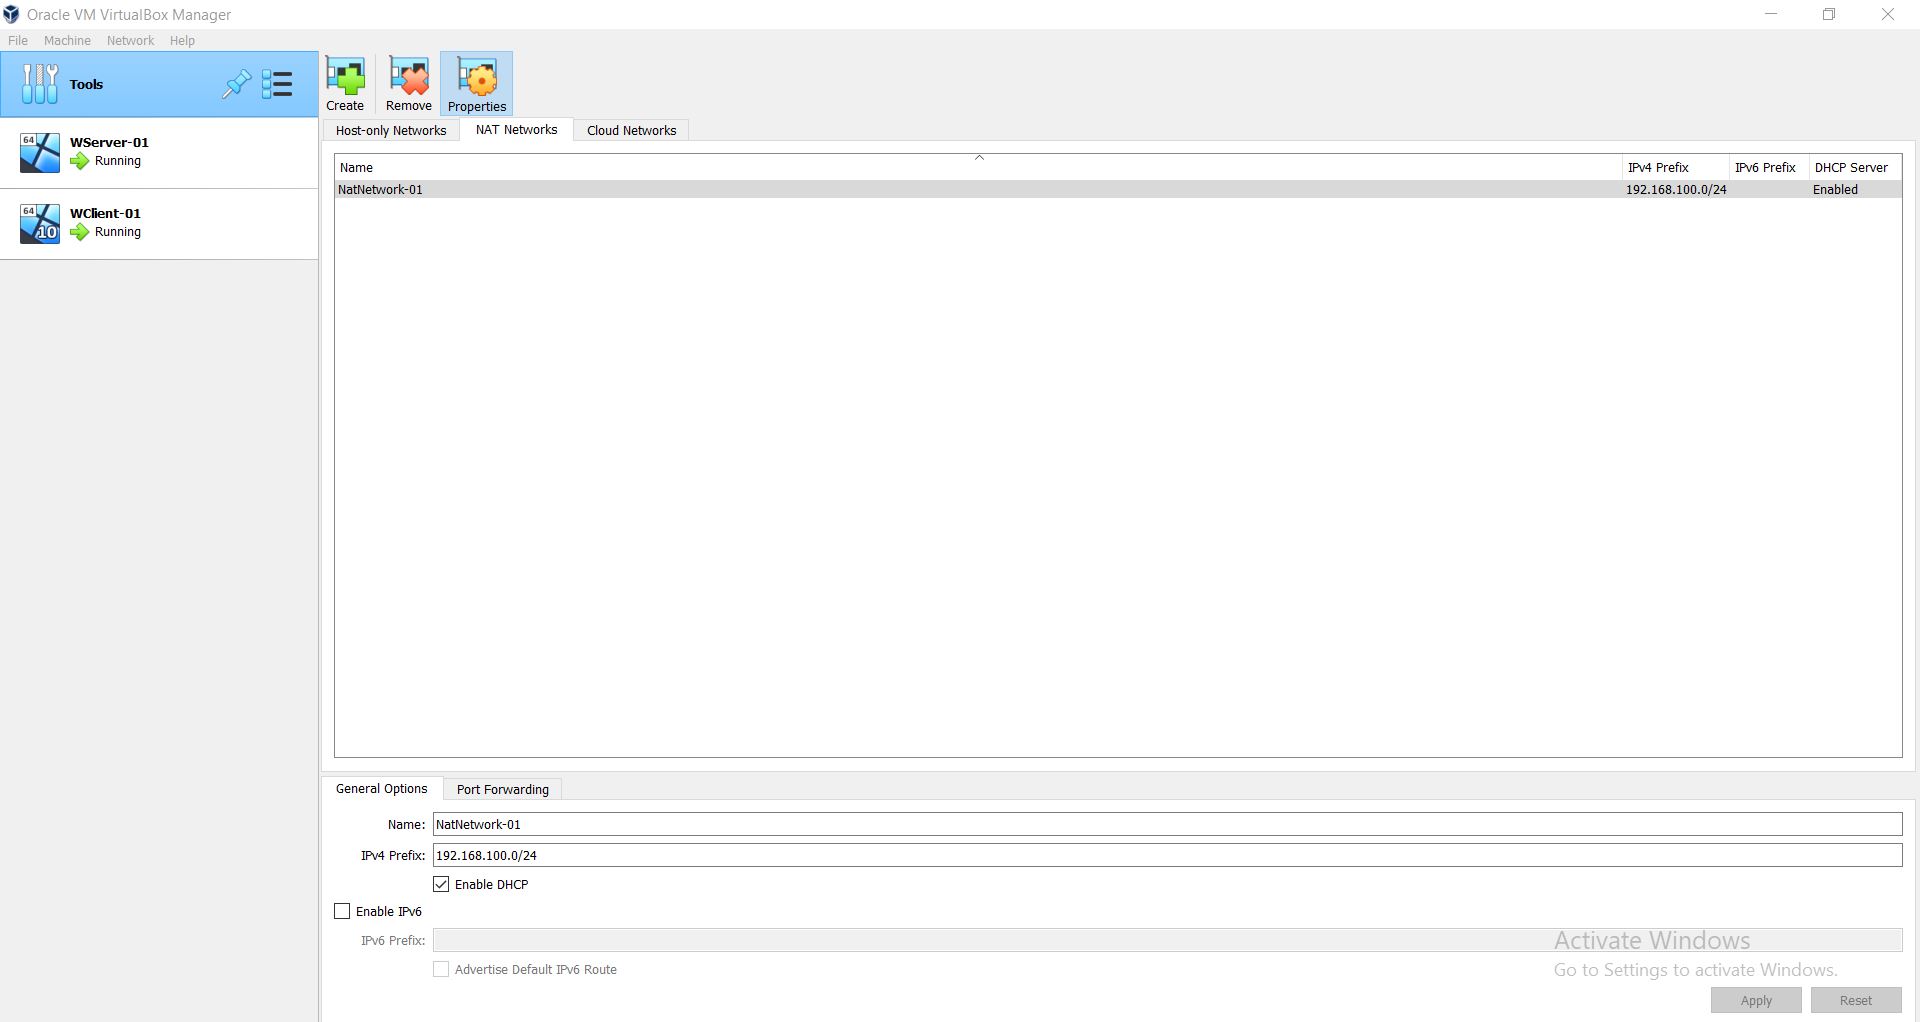 Oracle VM VirtualBox Manager
File Machine Network Help
Tools
64 WServer-01
Running
64 10 WClient-01
Running
Create Remove Properties
Host-only Networks NAT Networks Cloud Networks
Name IPv4 Prefix IPv6 Prefix DHCP Server
NatNetwork-01 192.168.100.0/24 Enabled
General Options Port Forwarding
Name: NatNetwork-01
IPv4 Prefix: 192.168.100.0/24
Enable DHCP
Enable IPv6
IPv6 Prefix:
Advertise Default IPv6 Route
Activate Windows
Go to Settings to activate Windows.
Apply Reset